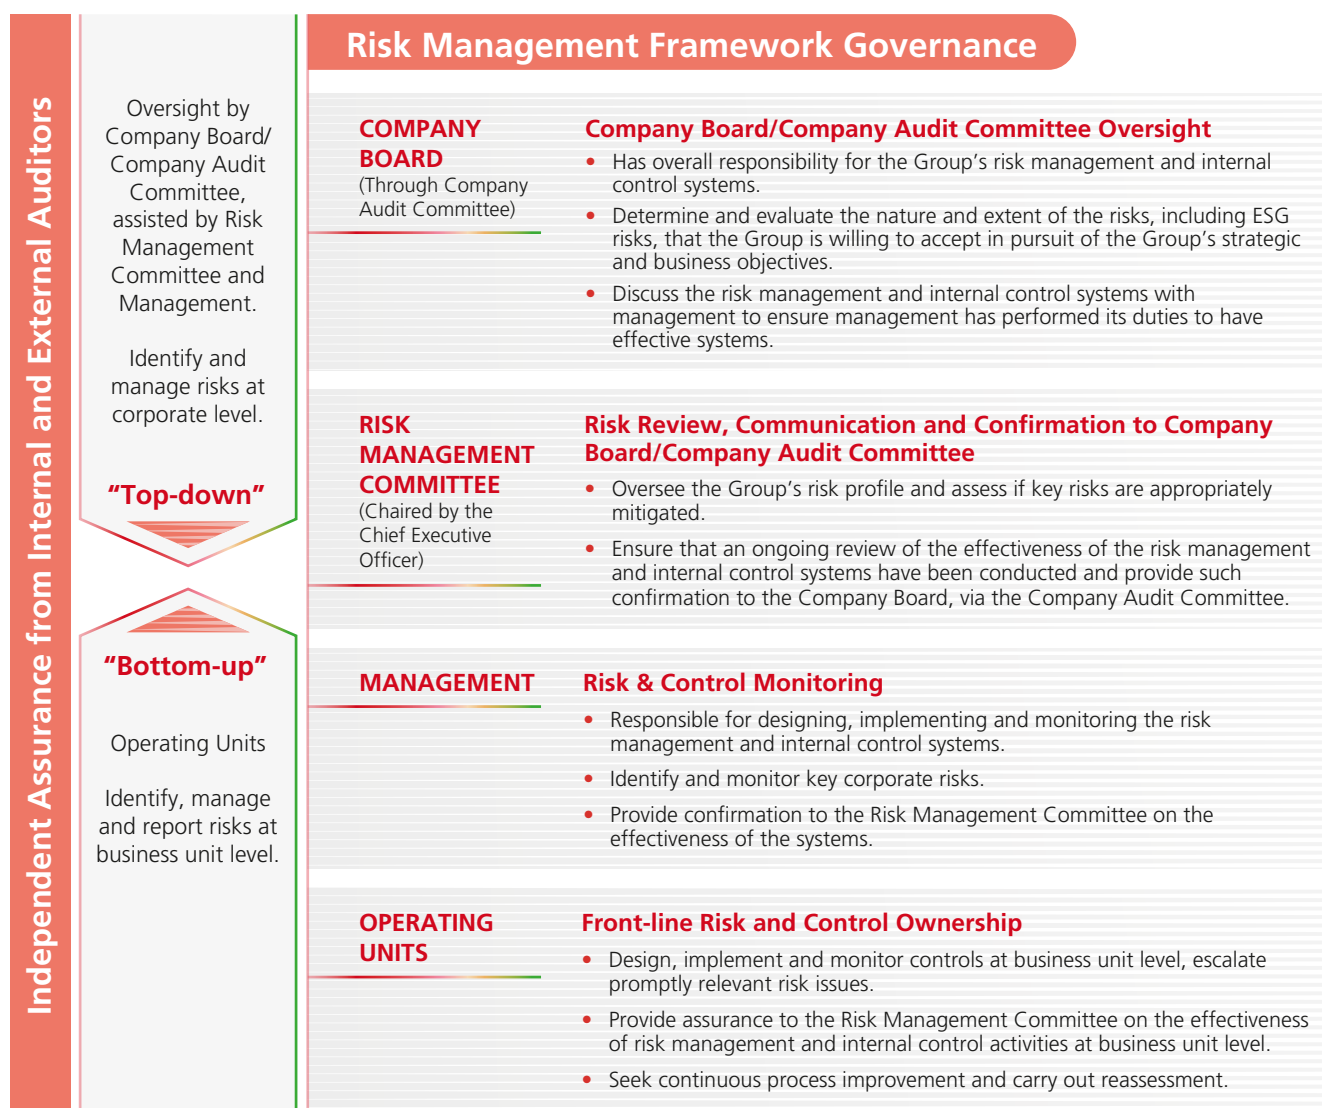 Risk Management Framework Governance
Independent Assurance from Internal and External Auditors
Oversight by
Company Board/
Company Audit
Committee,
assisted by Risk
Management
Committee and
Management.
Identify and
manage risks at
corporate level.
“Top-down”
“Bottom-up”
Operating Units
Identify, manage
and report risks at
business unit level.
COMPANY
BOARD
(Through Company
Audit Committee)
Company Board/Company Audit Committee Oversight
• Has overall responsibility for the Group’s risk management and internal
control systems.
• Determine and evaluate the nature and extent of the risks, including ESG
risks, that the Group is willing to accept in pursuit of the Group’s strategic
and business objectives.
• Discuss the risk management and internal control systems with
management to ensure management has performed its duties to have
effective systems.
RISK
MANAGEMENT
COMMITTEE
(Chaired by the
Chief Executive
Officer)
Risk Review, Communication and Confirmation to Company
Board/Company Audit Committee
• Oversee the Group’s risk profile and assess if key risks are appropriately
mitigated.
• Ensure that an ongoing review of the effectiveness of the risk management
and internal control systems have been conducted and provide such
confirmation to the Company Board, via the Company Audit Committee.
MANAGEMENT
Risk & Control Monitoring
• Responsible for designing, implementing and monitoring the risk
management and internal control systems.
• Identify and monitor key corporate risks.
• Provide confirmation to the Risk Management Committee on the
effectiveness of the systems.
OPERATING
UNITS
Front-line Risk and Control Ownership
• Design, implement and monitor controls at business unit level, escalate
promptly relevant risk issues.
• Provide assurance to the Risk Management Committee on the effectiveness
of risk management and internal control activities at business unit level.
• Seek continuous process improvement and carry out reassessment.